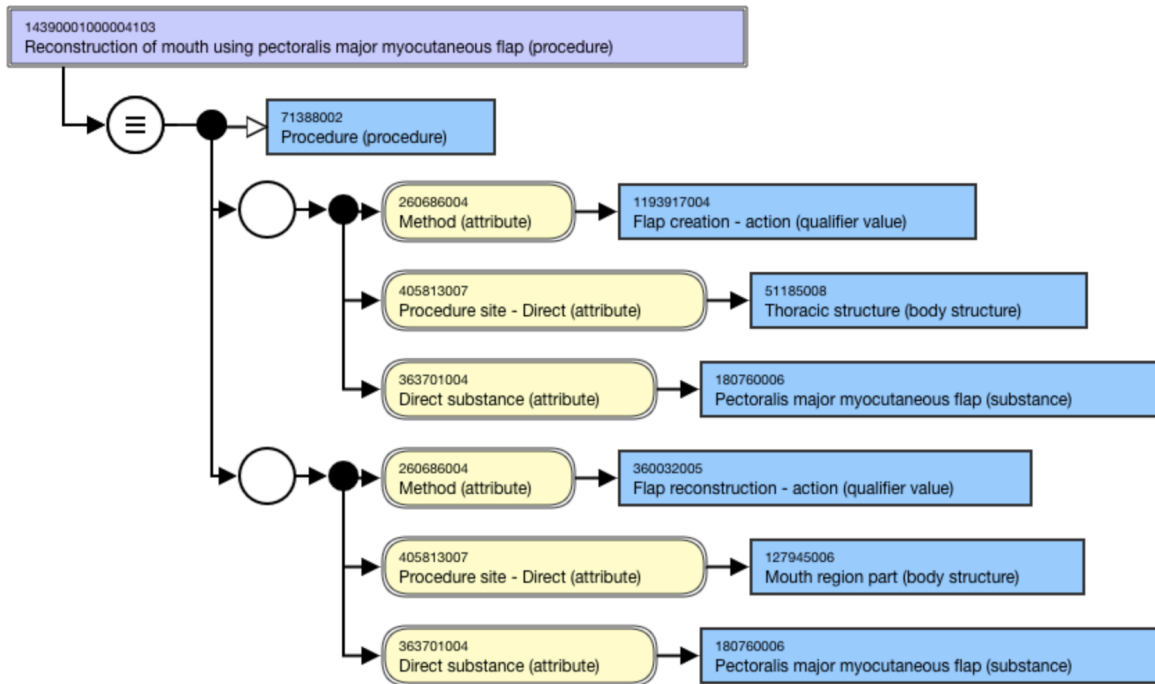 14390001000004103
Reconstruction of mouth using pectoralis major myocutaneous flap (procedure)
71388002
Procedure (procedure)
260686004
Method (attribute)
1193917004
Flap creation - action (qualifier value)
405813007
Procedure site - Direct (attribute)
51185008
Thoracic structure (body structure)
363701004
Direct substance (attribute)
180760006
Pectoralis major myocutaneous flap (substance)
260686004
Method (attribute)
360032005
Flap reconstruction - action (qualifier value)
405813007
Procedure site - Direct (attribute)
127945006
Mouth region part (body structure)
363701004
Direct substance (attribute)
180760006
Pectoralis major myocutaneous flap (substance)